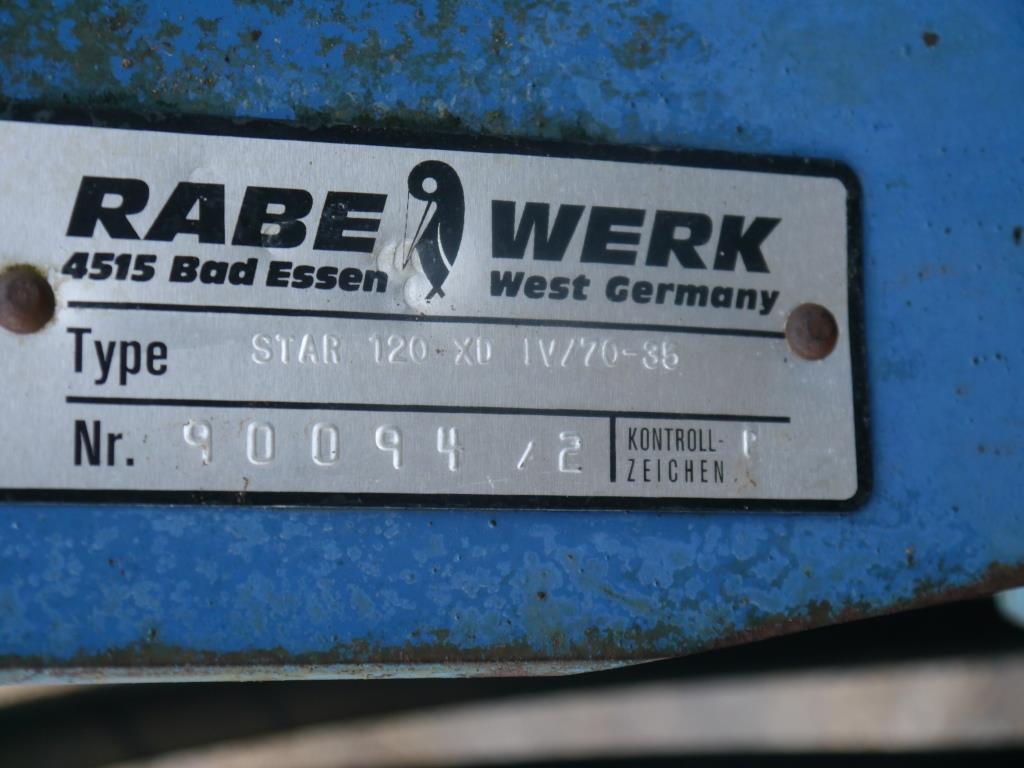 RABE WERK
4515 Bad Essen West Germany
Type STAR 120-XD IV/70-35
Nr. 90094 /2
KONTROLL-
ZEICHEN P